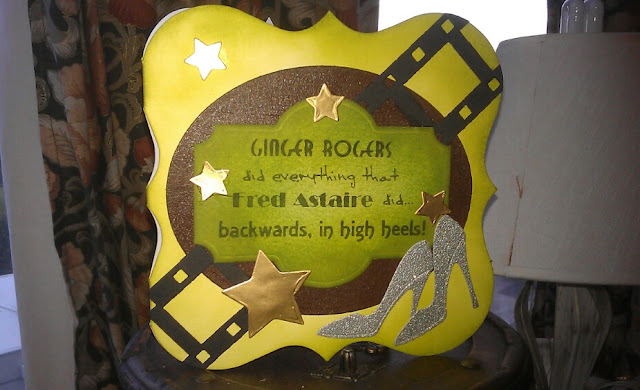 GINGER ROGERS
did everything that
Fred Astaire did...
backwards, in high heels!